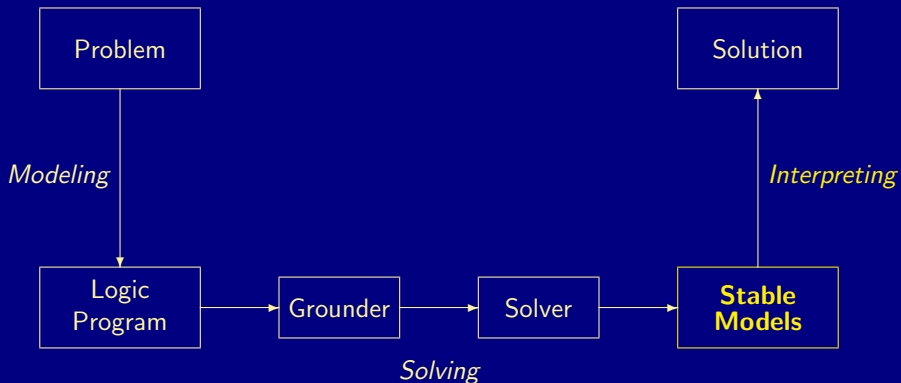 Problem
Solution
Modeling
Interpreting
Logic
Program
Grounder
Solver
Stable
Models
Solving